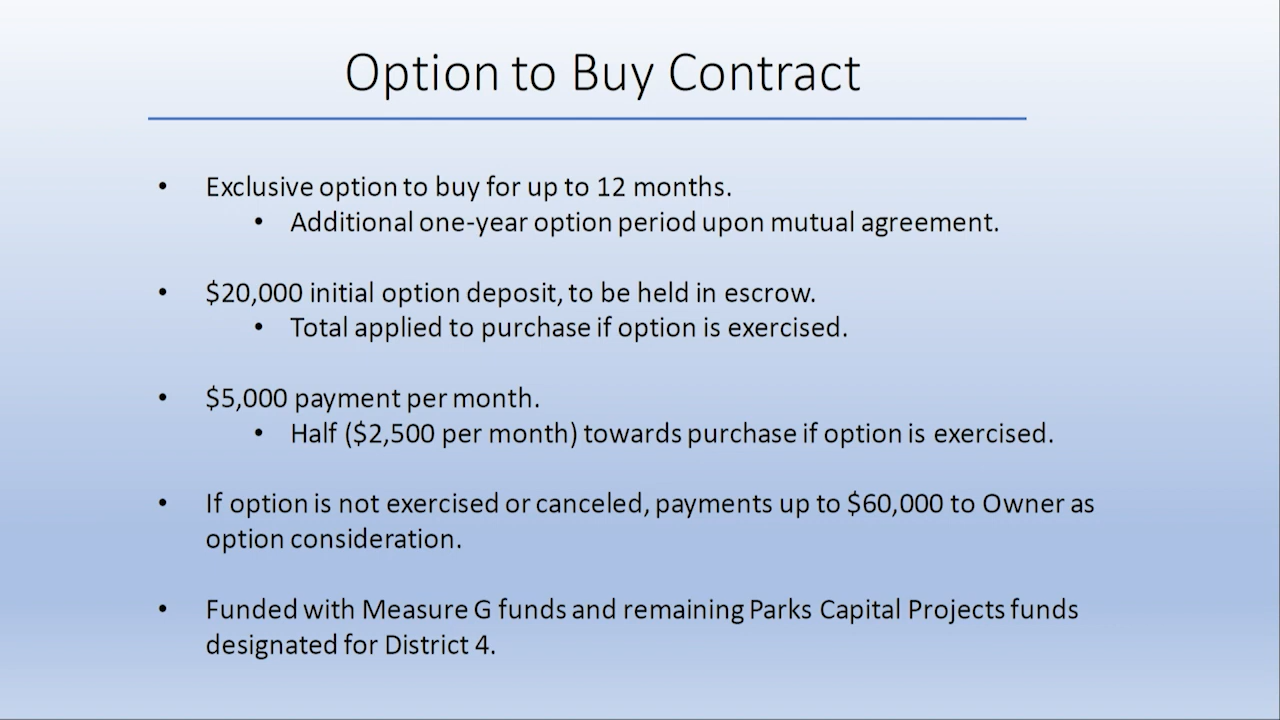 Option to Buy Contract
• Exclusive option to buy for up to 12 months.
• Additional one-year option period upon mutual agreement.
• $20,000 initial option deposit, to be held in escrow.
• Total applied to purchase if option is exercised.
• $5,000 payment per month.
• Half ($2,500 per month) towards purchase if option is exercised.
• If option is not exercised or canceled, payments up to $60,000 to Owner as
option consideration.
• Funded with Measure G funds and remaining Parks Capital Projects funds
designated for District 4.